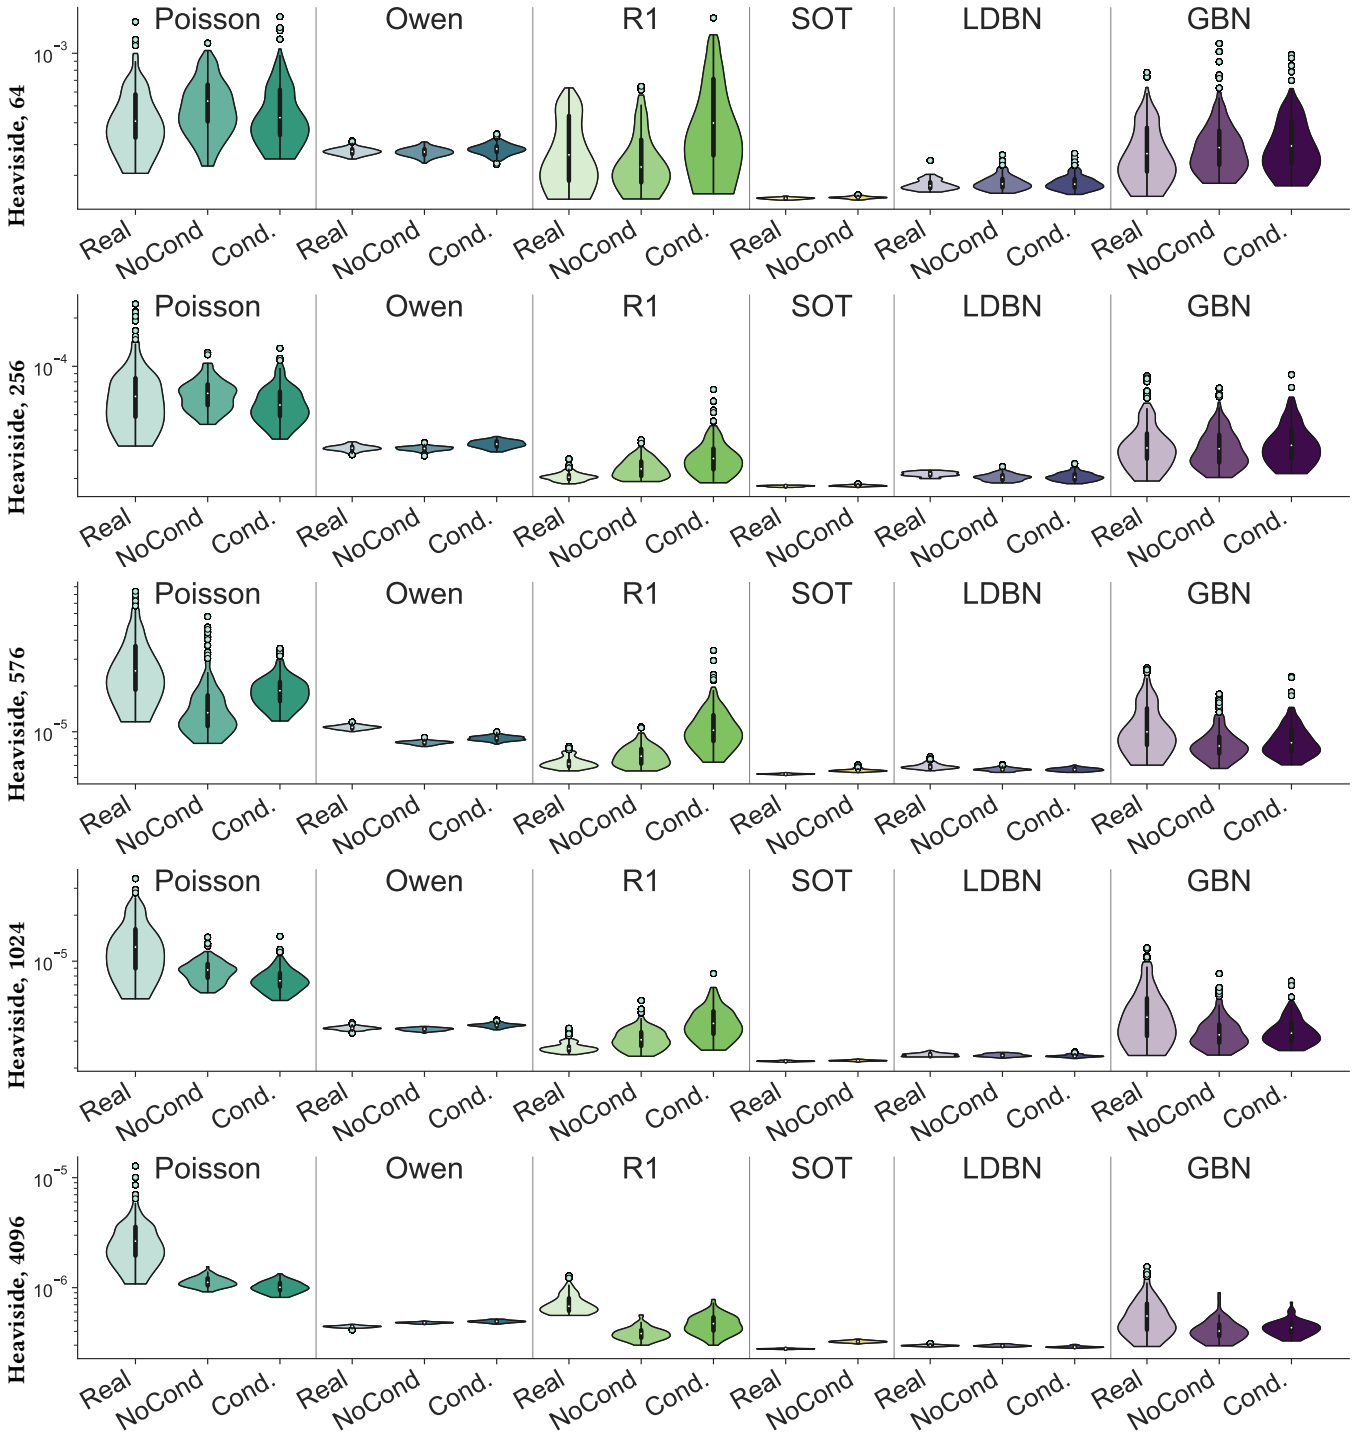 Poisson Owen R1 SOT LDBN GBN
10⁻³
Heaviside, 64
Real NoCond Cond. Real NoCond Cond. Real NoCond Cond. Real NoCond Real NoCond Cond. Real NoCond Cond.
Poisson Owen R1 SOT LDBN GBN
10⁻⁴
Heaviside, 256
Real NoCond Cond. Real NoCond Cond. Real NoCond Cond. Real NoCond Real NoCond Cond. Real NoCond Cond.
Poisson Owen R1 SOT LDBN GBN
10⁻⁵
Heaviside, 576
Real NoCond Cond. Real NoCond Cond. Real NoCond Cond. Real NoCond Real NoCond Cond. Real NoCond Cond.
Poisson Owen R1 SOT LDBN GBN
10⁻⁵
Heaviside, 1024
Real NoCond Cond. Real NoCond Cond. Real NoCond Cond. Real NoCond Real NoCond Cond. Real NoCond Cond.
Poisson Owen R1 SOT LDBN GBN
10⁻⁵
10⁻⁶
Heaviside, 4096
Real NoCond Cond. Real NoCond Cond. Real NoCond Cond. Real NoCond Real NoCond Cond. Real NoCond Cond.